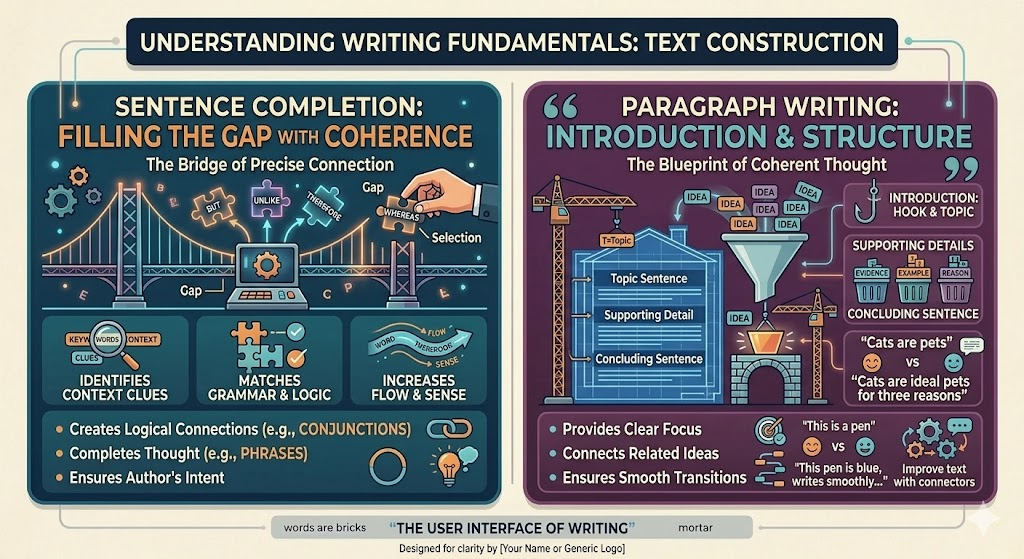 UNDERSTANDING WRITING FUNDAMENTALS: TEXT CONSTRUCTION
SENTENCE COMPLETION:
FILLING THE GAP WITH COHERENCE
The Bridge of Precise Connection
BUT
UNLIKE
THEREFORE
Gap
WHEREAS
Selection
Gap
B
E
E
C
P
L
KEYW
WORDS
ONTEXT
CLUES
IDENTIFIES
CONTEXT CLUES
MATCHES
GRAMMAR & LOGIC
WORD
FLOW
SENSE
INCREASES
FLOW & SENSE
• Creates Logical Connections (e.g., CONJUNCTIONS)
• Completes Thought (e.g., PHRASES)
• Ensures Author's Intent
“ PARAGRAPH WRITING:
INTRODUCTION & STRUCTURE
The Blueprint of Coherent Thought ”
T=Topic
Topic Sentence
Supporting Detail
Concluding Sentence
IDEA
IDEA
IDEA
IDEA
IDEA
IDEA
IDEA
IDEA
INTRODUCTION:
HOOK & TOPIC
SUPPORTING DETAILS
EVIDENCE
EXAMPLE
REASON
CONCLUDING SENTENCE
“Cats are pets”
vs
“Cats are ideal pets
for three reasons”
• Provides Clear Focus
• Connects Related Ideas
• Ensures Smooth Transitions
"This is a pen"
vs
"This pen is blue,
writes smoothly..."
Improve text
with connectors
words are bricks
“THE USER INTERFACE OF WRITING”
mortar
Designed for clarity by [Your Name or Generic Logo]